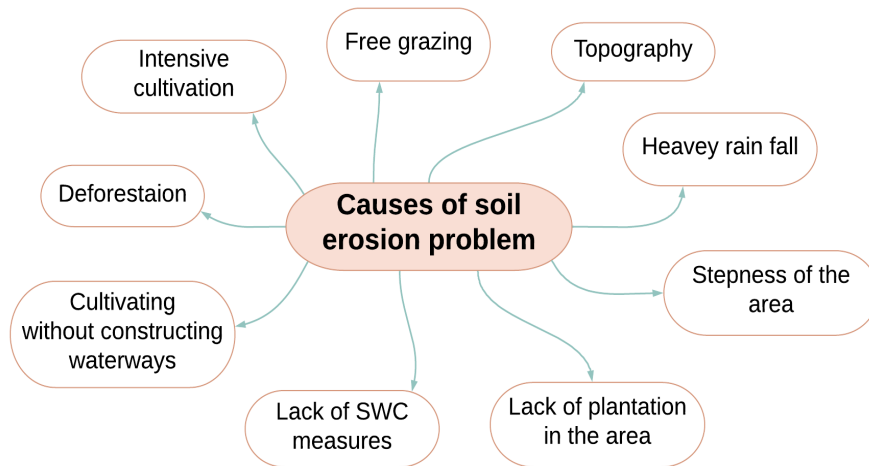 Free grazing
Topography
Intensive
cultivation
Heavey rain fall
Deforestaion
Causes of soil
erosion problem
Stepness of the
area
Cultivating
without constructing
waterways
Lack of SWC
measures
Lack of plantation
in the area